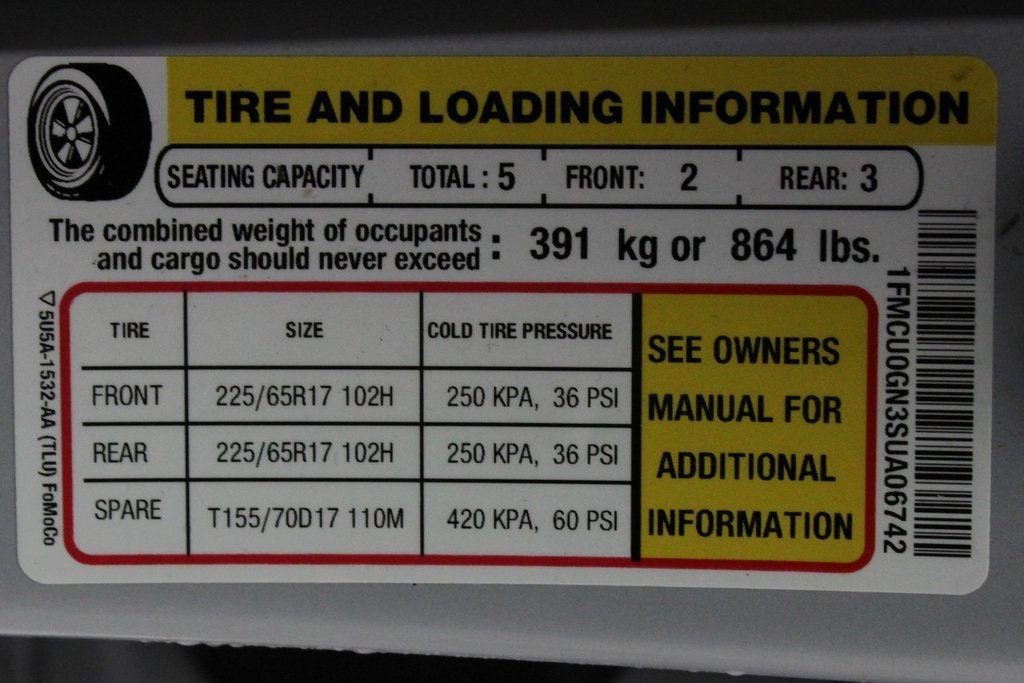 TIRE AND LOADING INFORMATION
SEATING CAPACITY TOTAL : 5 FRONT: 2 REAR: 3
The combined weight of occupants
and cargo should never exceed : 391 kg or 864 lbs.
TIRE SIZE COLD TIRE PRESSURE
FRONT 225/65R17 102H 250 KPA, 36 PSI
REAR 225/65R17 102H 250 KPA, 36 PSI
SPARE T155/70D17 110M 420 KPA, 60 PSI
SEE OWNERS
MANUAL FOR
ADDITIONAL
INFORMATION
5U5A-1532-AA (TLU) FoMoCo
1FMCU0GN3SUA06742